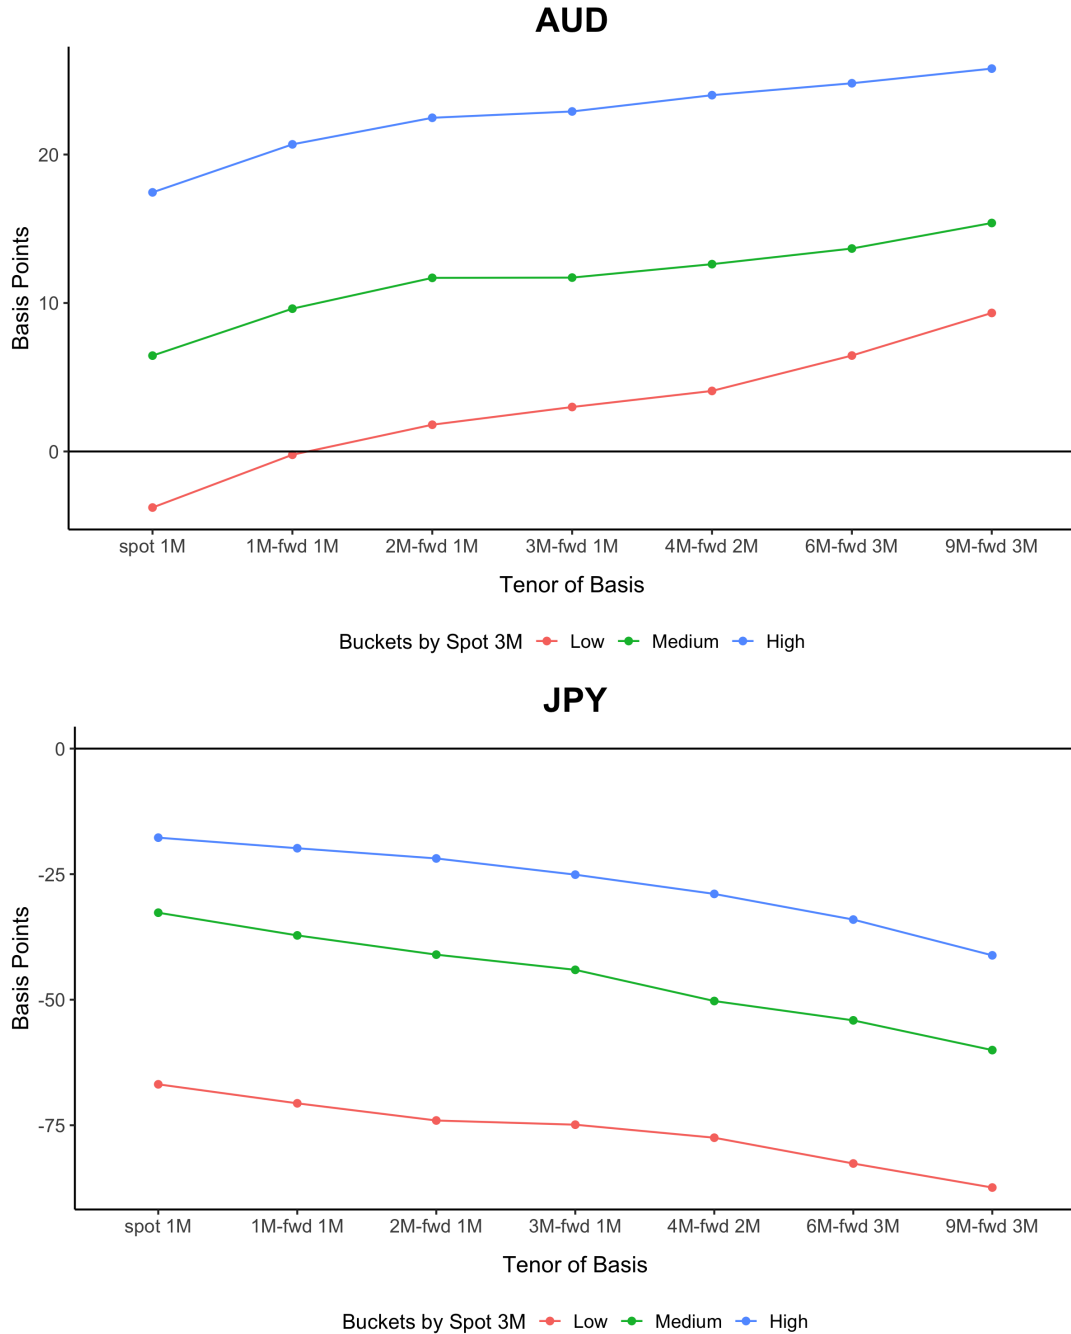 AUD
Basis Points
20
10
0
spot 1M 1M-fwd 1M 2M-fwd 1M 3M-fwd 1M 4M-fwd 2M 6M-fwd 3M 9M-fwd 3M
Tenor of Basis
Buckets by Spot 3M Low Medium High
JPY
Basis Points
0
-25
-50
-75
spot 1M 1M-fwd 1M 2M-fwd 1M 3M-fwd 1M 4M-fwd 2M 6M-fwd 3M 9M-fwd 3M
Tenor of Basis
Buckets by Spot 3M Low Medium High